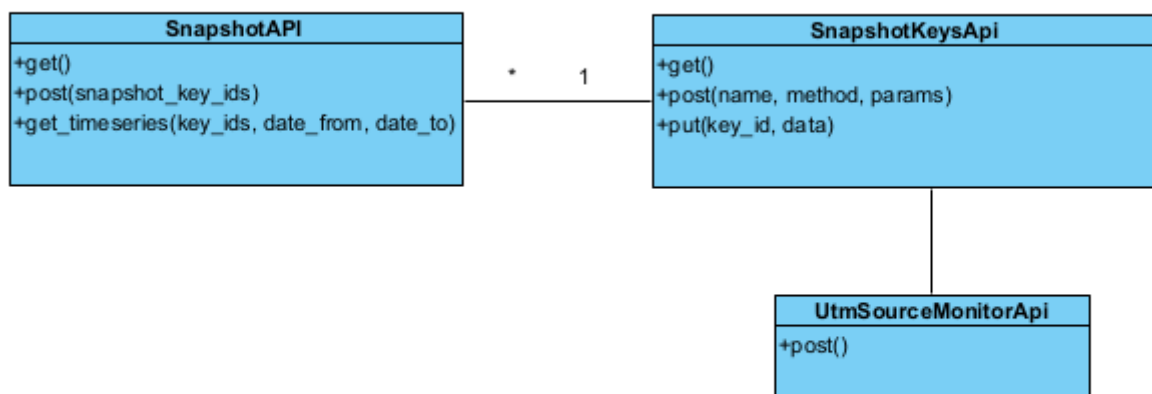 SnapshotAPI
+get()
+post(snapshot_key_ids)
+get_timeseries(key_ids, date_from, date_to)
* 1
SnapshotKeysApi
+get()
+post(name, method, params)
+put(key_id, data)
UtmSourceMonitorApi
+post()